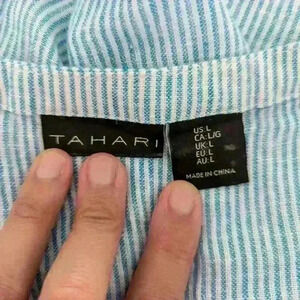 TAHARI
US:L
CA:L/G
UK:L
EU:L
AU:L
MADE IN CHINA